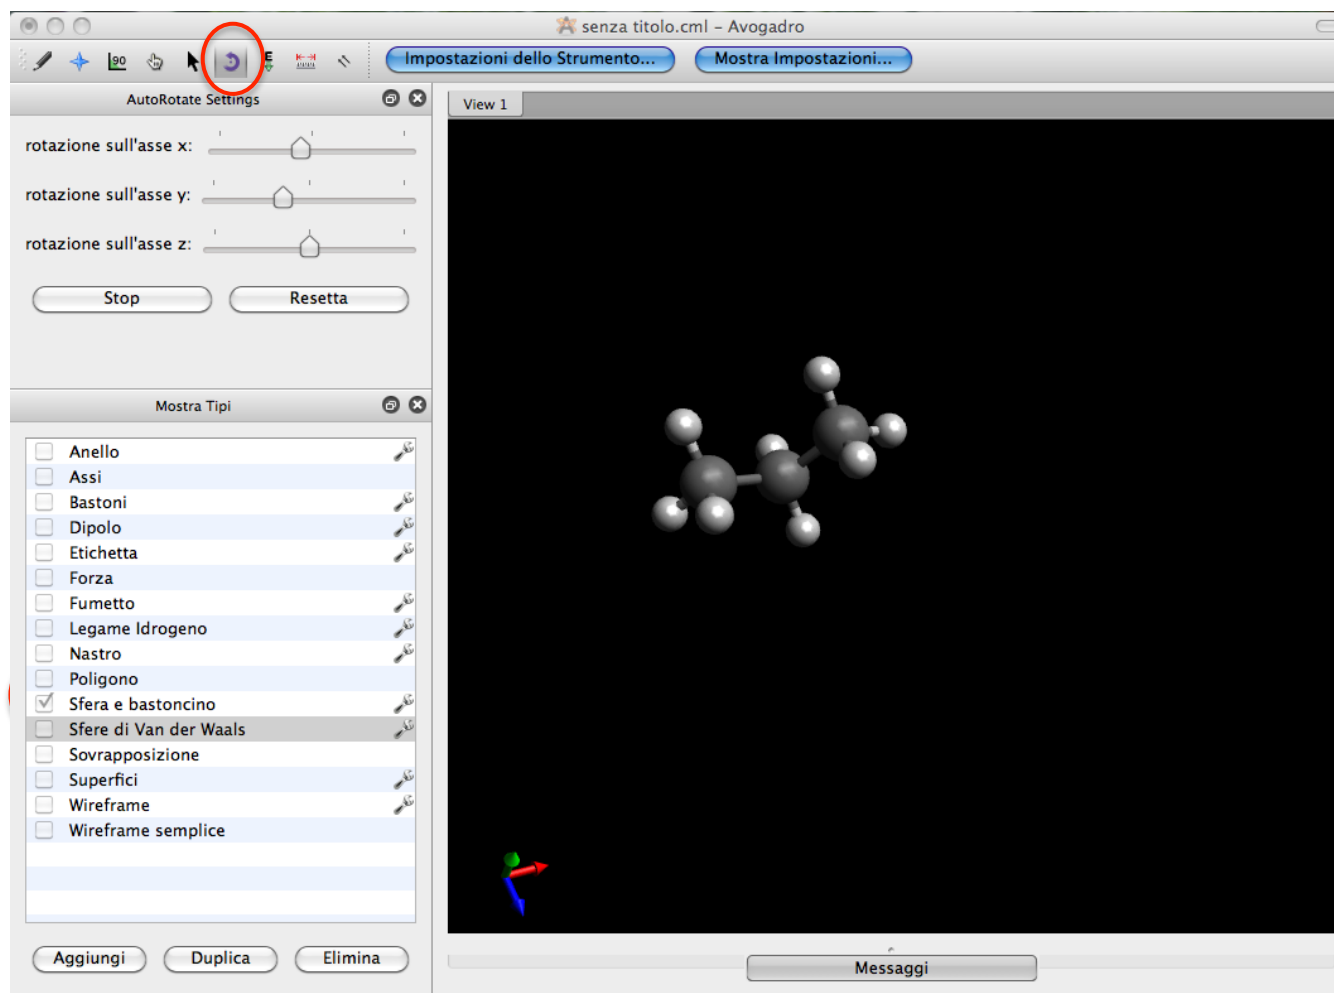 senza titolo.cml – Avogadro
90
E
Impostazioni dello Strumento...
Mostra Impostazioni...
AutoRotate Settings
View 1
rotazione sull'asse x:
rotazione sull'asse y:
rotazione sull'asse z:
Stop
Resetta
Mostra Tipi
Anello
Assi
Bastoni
Dipolo
Etichetta
Forza
Fumetto
Legame Idrogeno
Nastro
Poligono
Sfera e bastoncino
Sfere di Van der Waals
Sovrapposizione
Superfici
Wireframe
Wireframe semplice
Aggiungi
Duplica
Elimina
Messaggi